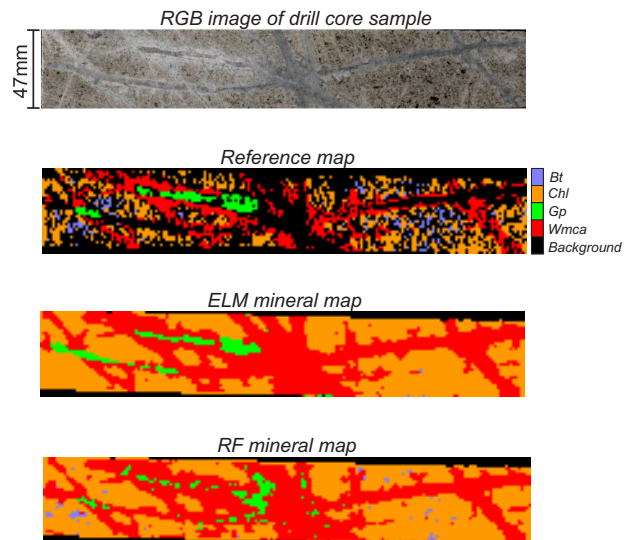 RGB image of drill core sample
47mm
Reference map
Bt
Chl
Gp
Wmca
Background
ELM mineral map
RF mineral map